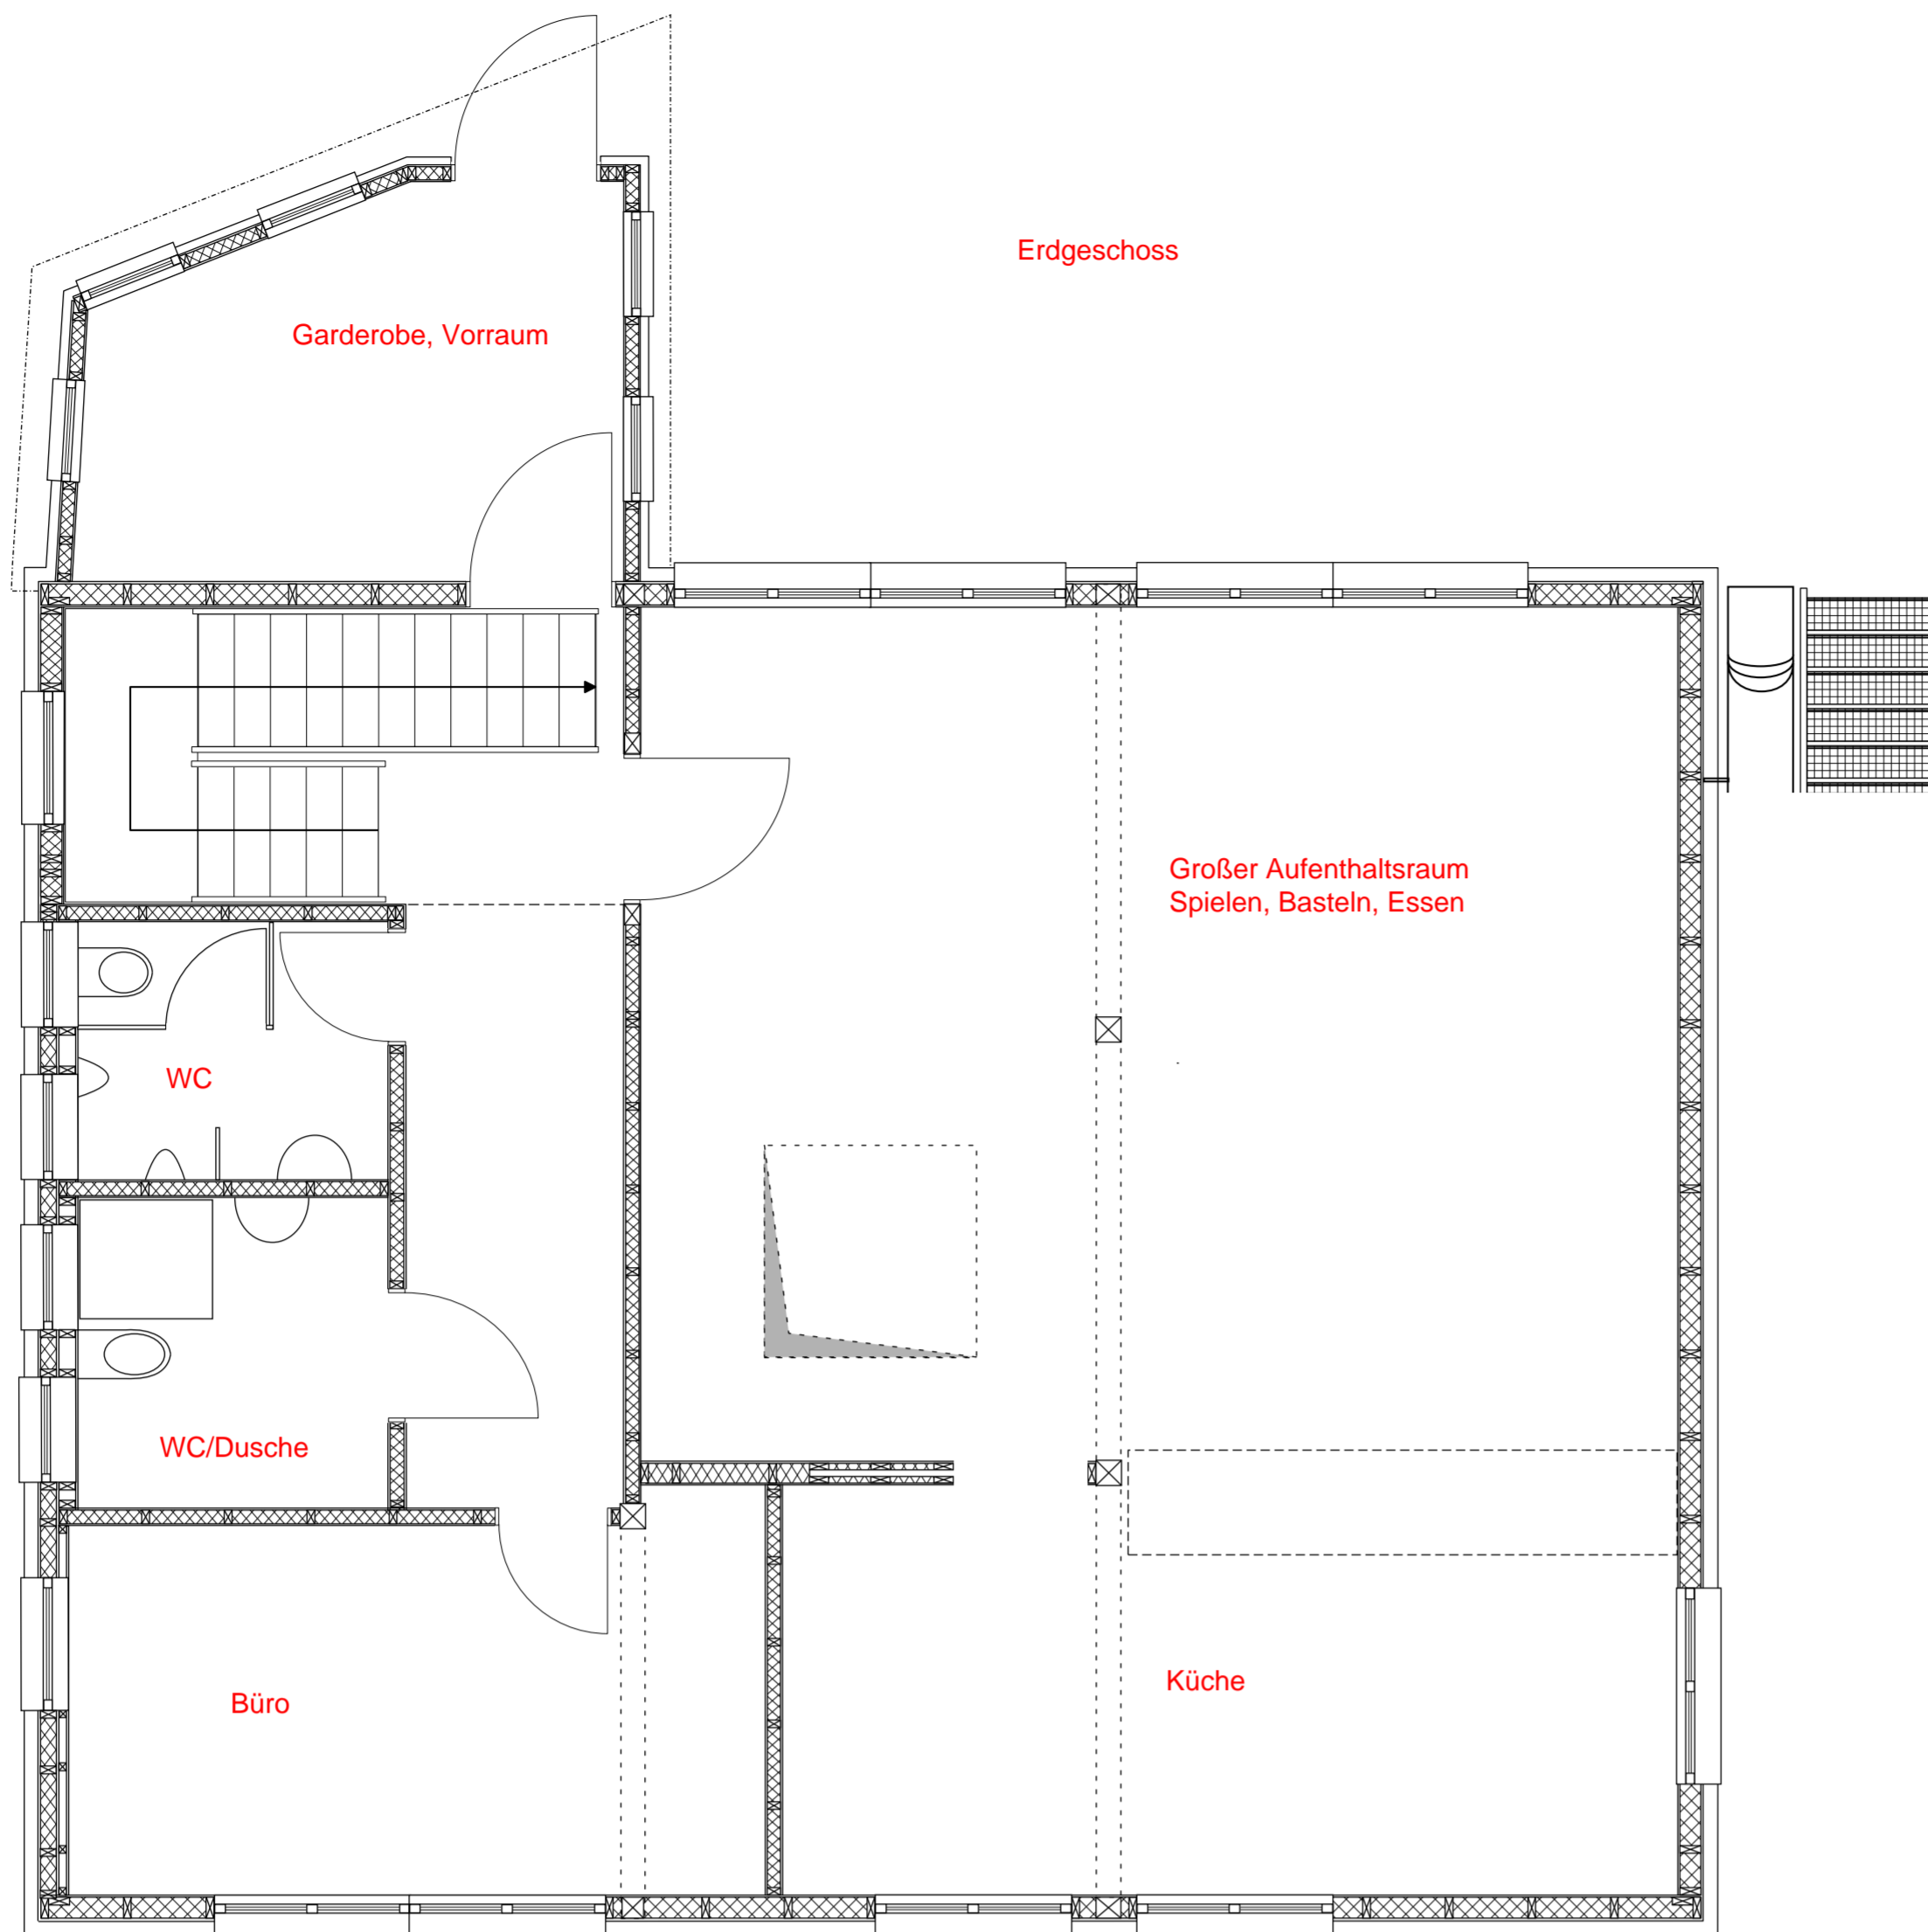 Erdgeschoss
Garderobe, Vorraum
Großer Aufenthaltsraum
Spielen, Basteln, Essen
WC
WC/Dusche
Küche
Büro